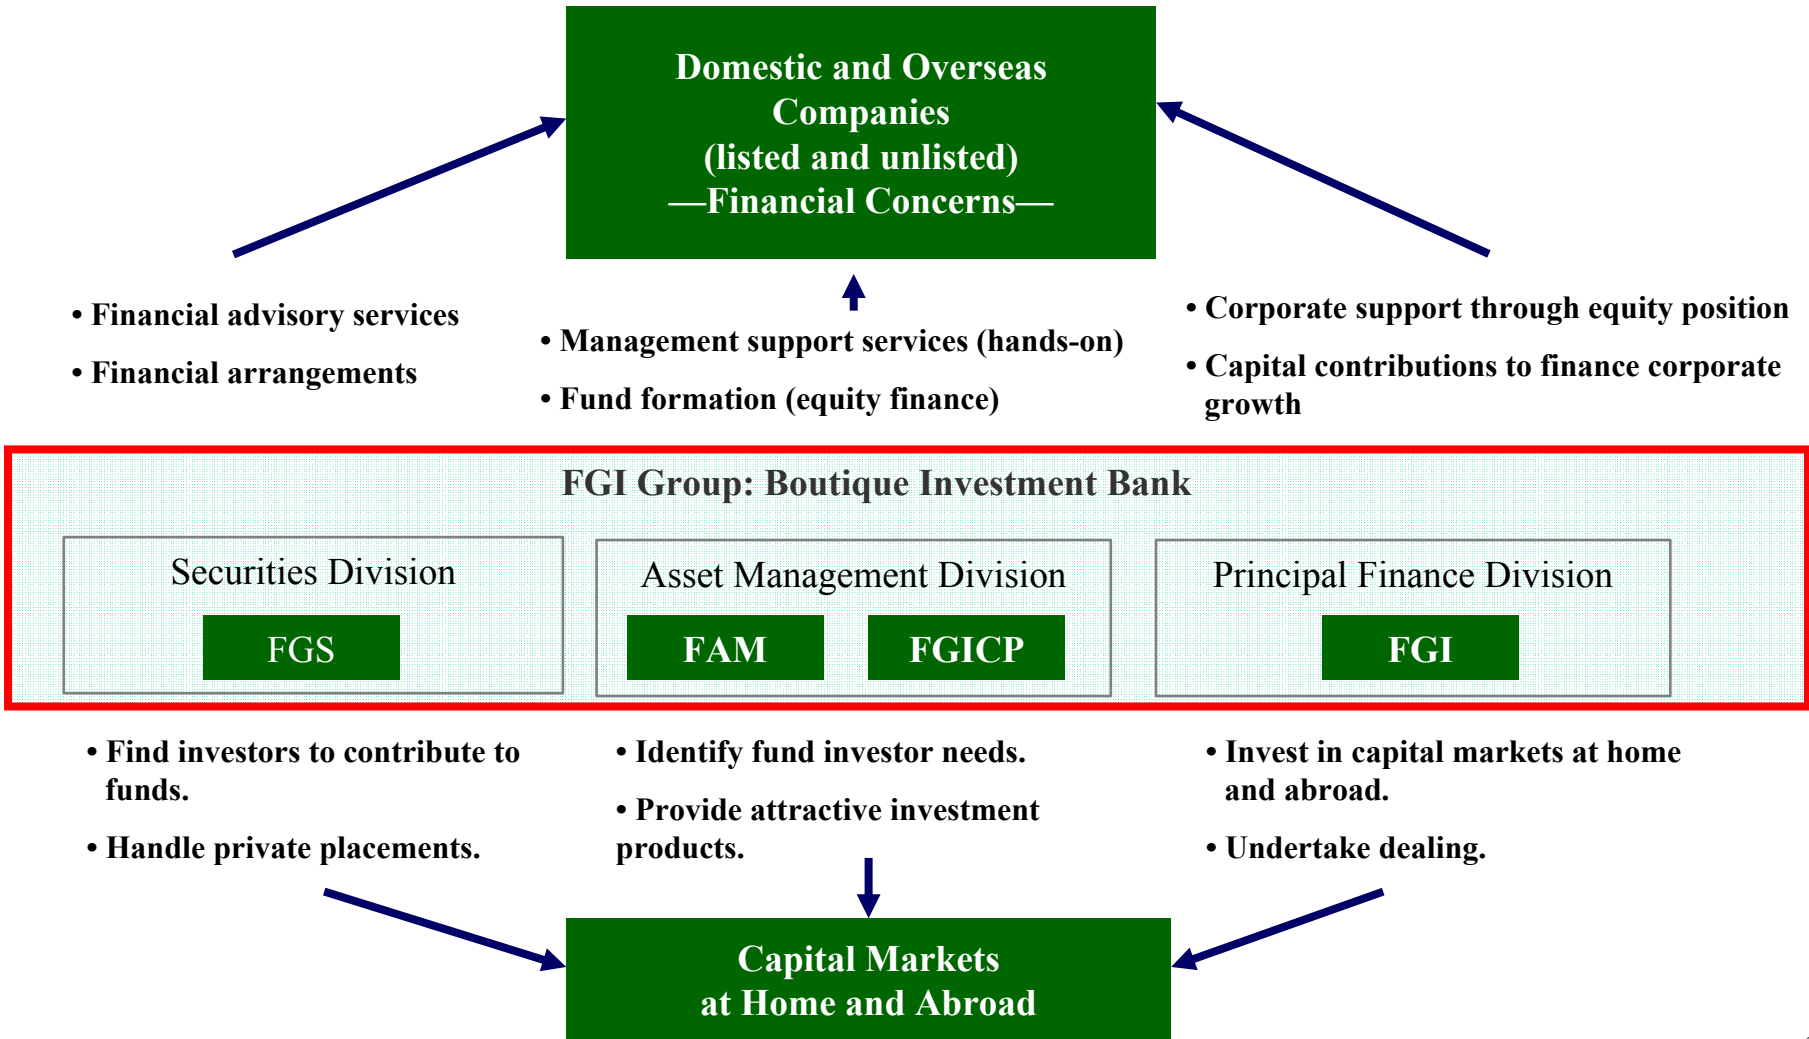 Domestic and Overseas
Companies
(listed and unlisted)
—Financial Concerns—
• Financial advisory services
• Financial arrangements
• Management support services (hands-on)
• Fund formation (equity finance)
• Corporate support through equity position
• Capital contributions to finance corporate
growth
FGI Group: Boutique Investment Bank
Securities Division
FGS
Asset Management Division
FAM
FGICP
Principal Finance Division
FGI
• Find investors to contribute to
funds.
• Handle private placements.
• Identify fund investor needs.
• Provide attractive investment
products.
• Invest in capital markets at home
and abroad.
• Undertake dealing.
Capital Markets
at Home and Abroad